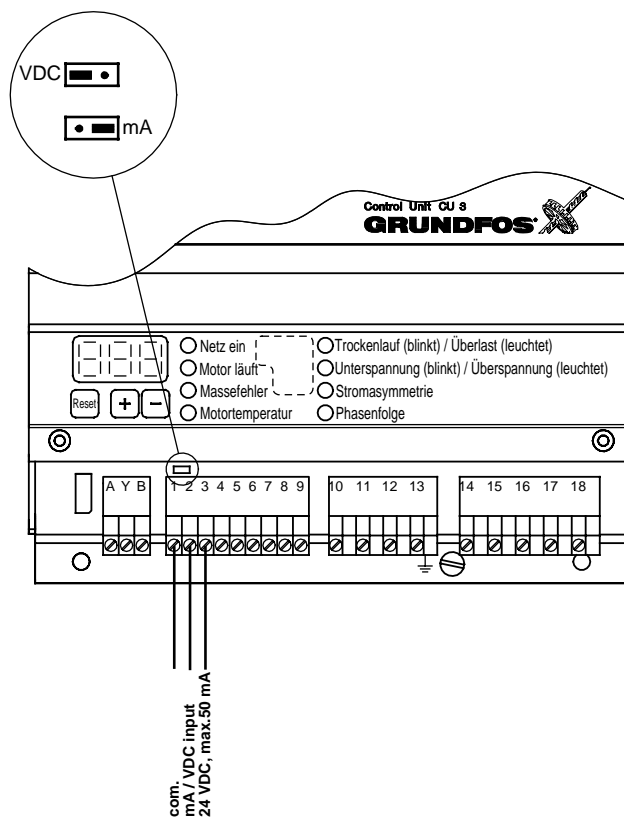 VDC
mA
Control Unit CU 3
GRUNDFOS
Netz ein
Motor läuft
Massefehler
Motortemperatur
Trockenlauf (blinkt) / Überlast (leuchtet)
Unterspannung (blinkt) / Überspannung (leuchtet)
Stromasymmetrie
Phasenfolge
Reset
+
−
A Y B
1 2 3 4 5 6 7 8 9
10 11 12 13
14 15 16 17 18
com.
mA / VDC input
24 VDC, max.50 mA